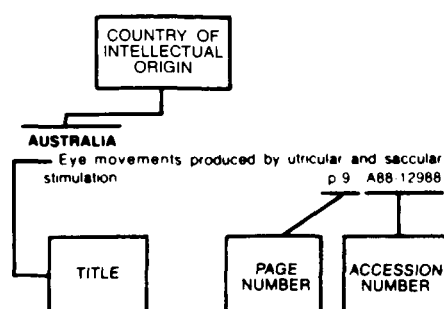 COUNTRY OF
INTELLECTUAL
ORIGIN
AUSTRALIA
Eye movements produced by utricular and saccular
stimulation p 9 A88-12988
TITLE
PAGE
NUMBER
ACCESSION
NUMBER